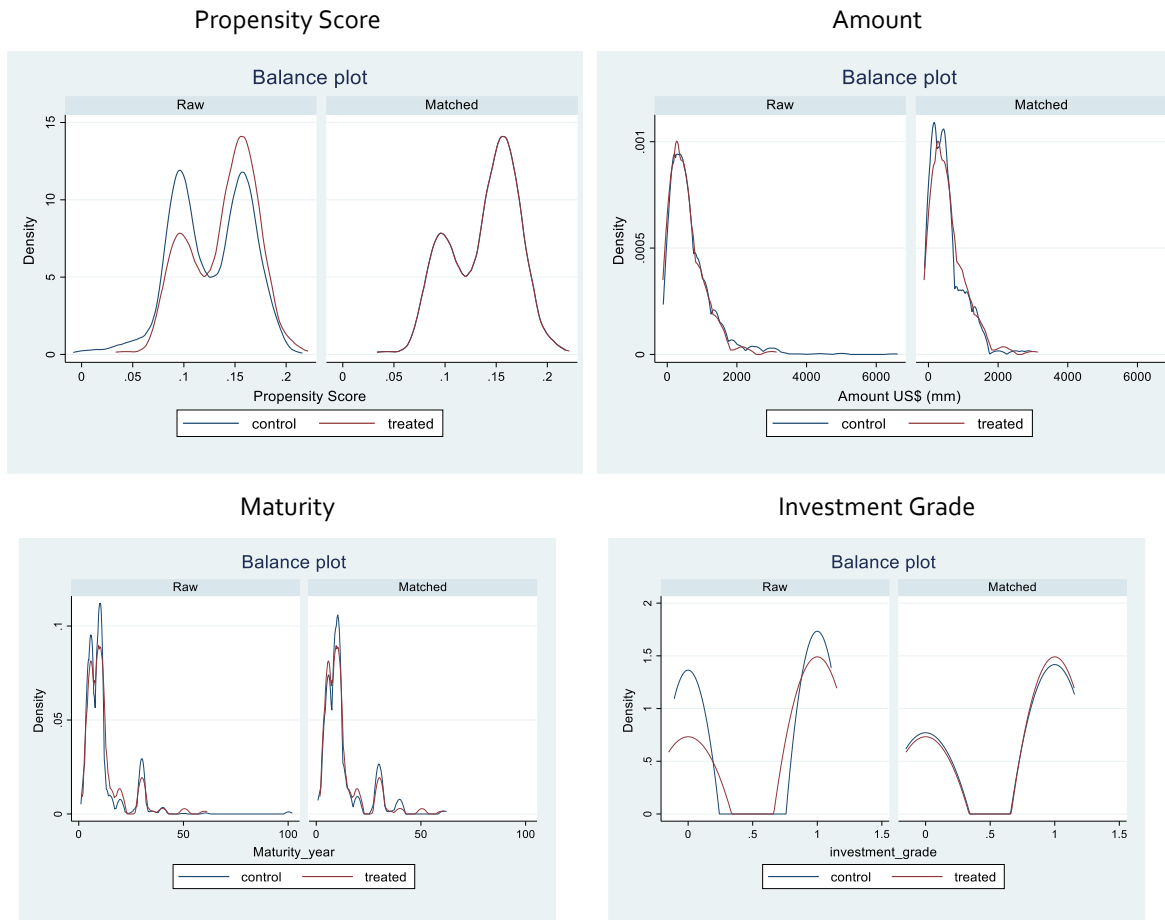 Propensity Score
Amount
Balance plot
Raw
Matched
Density
15
10
5
0
0
.05
.1
.15
.2
0
.05
.1
.15
.2
Propensity Score
control
treated
Balance plot
Raw
Matched
Density
.001
.0005
0
0
2000
4000
6000
0
2000
4000
6000
Amount US$ (mm)
control
treated
Maturity
Investment Grade
Balance plot
Raw
Matched
Density
.1
.05
0
0
50
100
0
50
100
Maturity_year
control
treated
Balance plot
Raw
Matched
Density
2
1.5
1
.5
0
0
.5
1
1.5
0
.5
1
1.5
investment_grade
control
treated